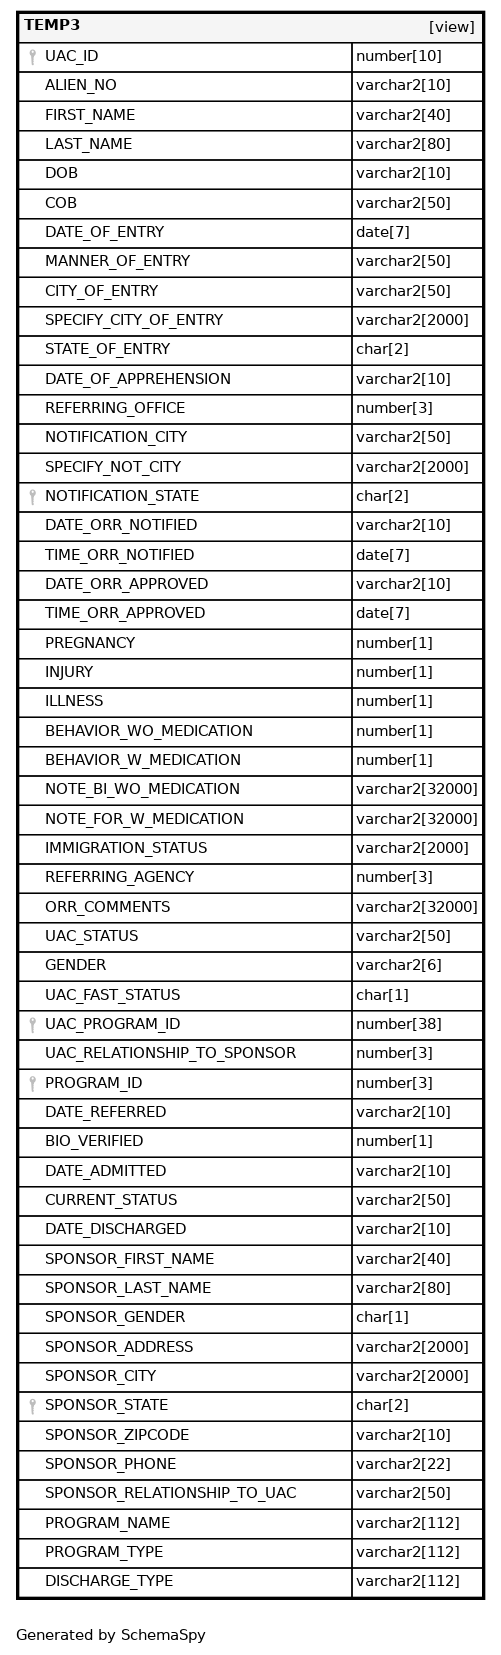 TEMP3 [view]
UAC_ID number[10]
ALIEN_NO varchar2[10]
FIRST_NAME varchar2[40]
LAST_NAME varchar2[80]
DOB varchar2[10]
COB varchar2[50]
DATE_OF_ENTRY date[7]
MANNER_OF_ENTRY varchar2[50]
CITY_OF_ENTRY varchar2[50]
SPECIFY_CITY_OF_ENTRY varchar2[2000]
STATE_OF_ENTRY char[2]
DATE_OF_APPREHENSION varchar2[10]
REFERRING_OFFICE number[3]
NOTIFICATION_CITY varchar2[50]
SPECIFY_NOT_CITY varchar2[2000]
NOTIFICATION_STATE char[2]
DATE_ORR_NOTIFIED varchar2[10]
TIME_ORR_NOTIFIED date[7]
DATE_ORR_APPROVED varchar2[10]
TIME_ORR_APPROVED date[7]
PREGNANCY number[1]
INJURY number[1]
ILLNESS number[1]
BEHAVIOR_WO_MEDICATION number[1]
BEHAVIOR_W_MEDICATION number[1]
NOTE_BI_WO_MEDICATION varchar2[32000]
NOTE_FOR_W_MEDICATION varchar2[32000]
IMMIGRATION_STATUS varchar2[2000]
REFERRING_AGENCY number[3]
ORR_COMMENTS varchar2[32000]
UAC_STATUS varchar2[50]
GENDER varchar2[6]
UAC_FAST_STATUS char[1]
UAC_PROGRAM_ID number[38]
UAC_RELATIONSHIP_TO_SPONSOR number[3]
PROGRAM_ID number[3]
DATE_REFERRED varchar2[10]
BIO_VERIFIED number[1]
DATE_ADMITTED varchar2[10]
CURRENT_STATUS varchar2[50]
DATE_DISCHARGED varchar2[10]
SPONSOR_FIRST_NAME varchar2[40]
SPONSOR_LAST_NAME varchar2[80]
SPONSOR_GENDER char[1]
SPONSOR_ADDRESS varchar2[2000]
SPONSOR_CITY varchar2[2000]
SPONSOR_STATE char[2]
SPONSOR_ZIPCODE varchar2[10]
SPONSOR_PHONE varchar2[22]
SPONSOR_RELATIONSHIP_TO_UAC varchar2[50]
PROGRAM_NAME varchar2[112]
PROGRAM_TYPE varchar2[112]
DISCHARGE_TYPE varchar2[112]
Generated by SchemaSpy